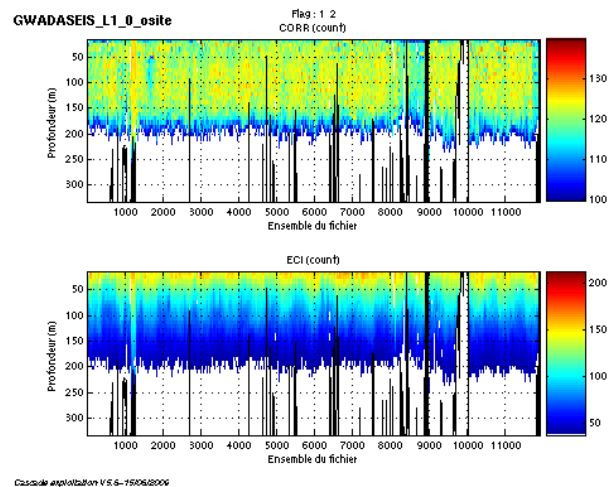 GWADASEIS_L1_0_osite
Flag : 1 2
CORR (count)
Profondeur (m)
50
100
150
200
250
300
1000 2000 3000 4000 5000 6000 7000 8000 9000 10000 11000
Ensemble du fichier
130
120
110
100
ECI (count)
Profondeur (m)
50
100
150
200
250
300
1000 2000 3000 4000 5000 6000 7000 8000 9000 10000 11000
Ensemble du fichier
200
150
100
50
Cascade exploitation V 5.6-15/06/2009